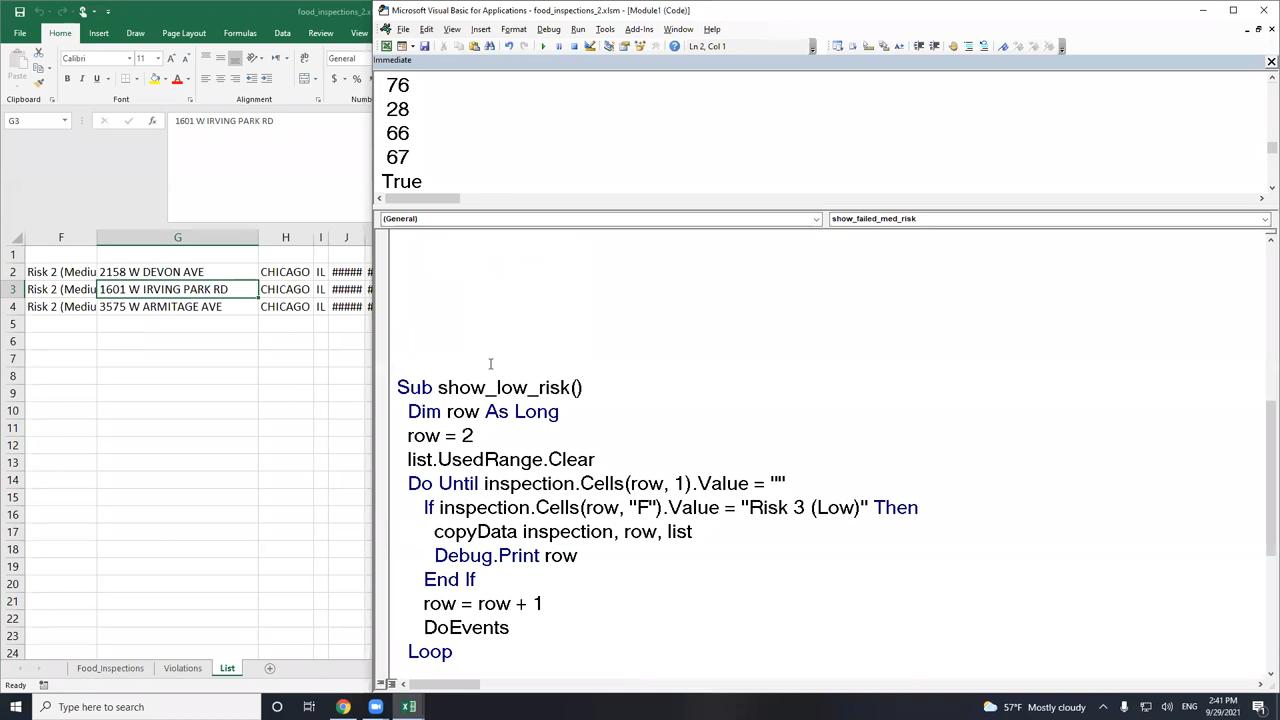 food_inspections_2.x
File
Home
Insert
Draw
Page Layout
Formulas
Data
Review
View
Paste
Calibri
11
General
B I U
Clipboard
Font
Alignment
Numb
G3
1601 W IRVING PARK RD
F G H I J
1
2 Risk 2 (Mediu 2158 W DEVON AVE CHICAGO IL ##### #
3 Risk 2 (Mediu 1601 W IRVING PARK RD CHICAGO IL ##### #
4 Risk 2 (Mediu 3575 W ARMITAGE AVE CHICAGO IL ##### #
5
6
7
8
9
10
11
12
13
14
15
16
17
18
19
20
21
22
23
24
Food_Inspections Violations List
Ready
Microsoft Visual Basic for Applications - food_inspections_2.xlsm - [Module1 (Code)]
File Edit View Insert Format Debug Run Tools Add-Ins Window Help
Ln 2, Col 1
Immediate
76
28
66
67
True
(General) show_failed_med_risk
Sub show_low_risk()
Dim row As Long
row = 2
list.UsedRange.Clear
Do Until inspection.Cells(row, 1).Value = ""
If inspection.Cells(row, "F").Value = "Risk 3 (Low)" Then
copyData inspection, row, list
Debug.Print row
End If
row = row + 1
DoEvents
Loop
Type here to search
57°F Mostly cloudy
ENG
2:41 PM
9/29/2021